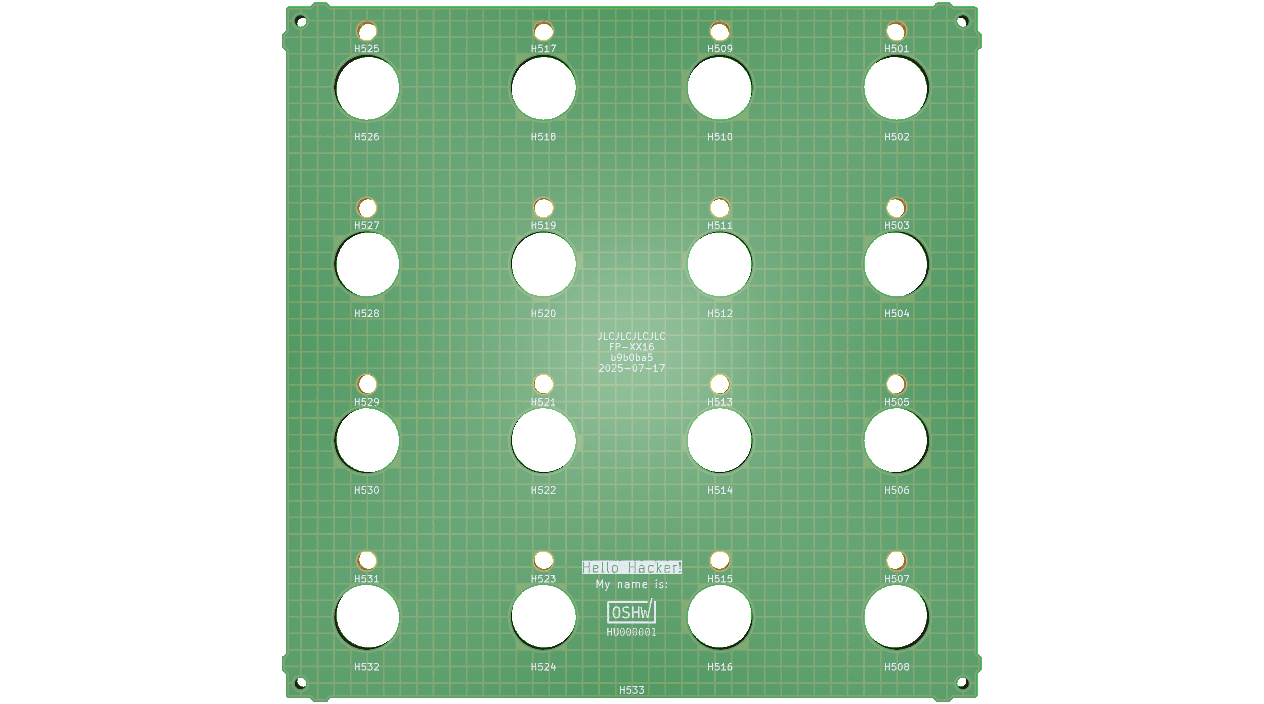 H525 H517 H509 H501
H526 H518 H510 H502
H527 H519 H511 H503
H528 H520 H512 H504
JLCJLCJLCJLC
FP-XX16
b9b0ba5
2025-07-17
H529 H521 H513 H505
H530 H522 H514 H506
Hello Hacker!
H531 H523 H515 H507
My name is:
OSHW
HU000001
H532 H524 H516 H508
H533